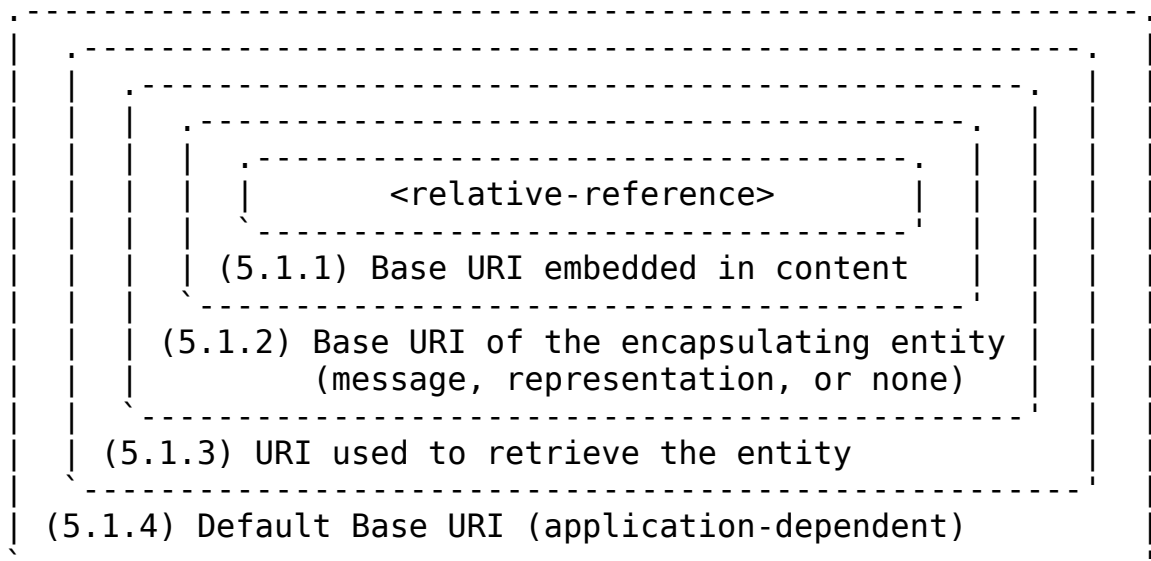 <relative-reference>
(5.1.1) Base URI embedded in content
(5.1.2) Base URI of the encapsulating entity
(message, representation, or none)
(5.1.3) URI used to retrieve the entity
(5.1.4) Default Base URI (application-dependent)